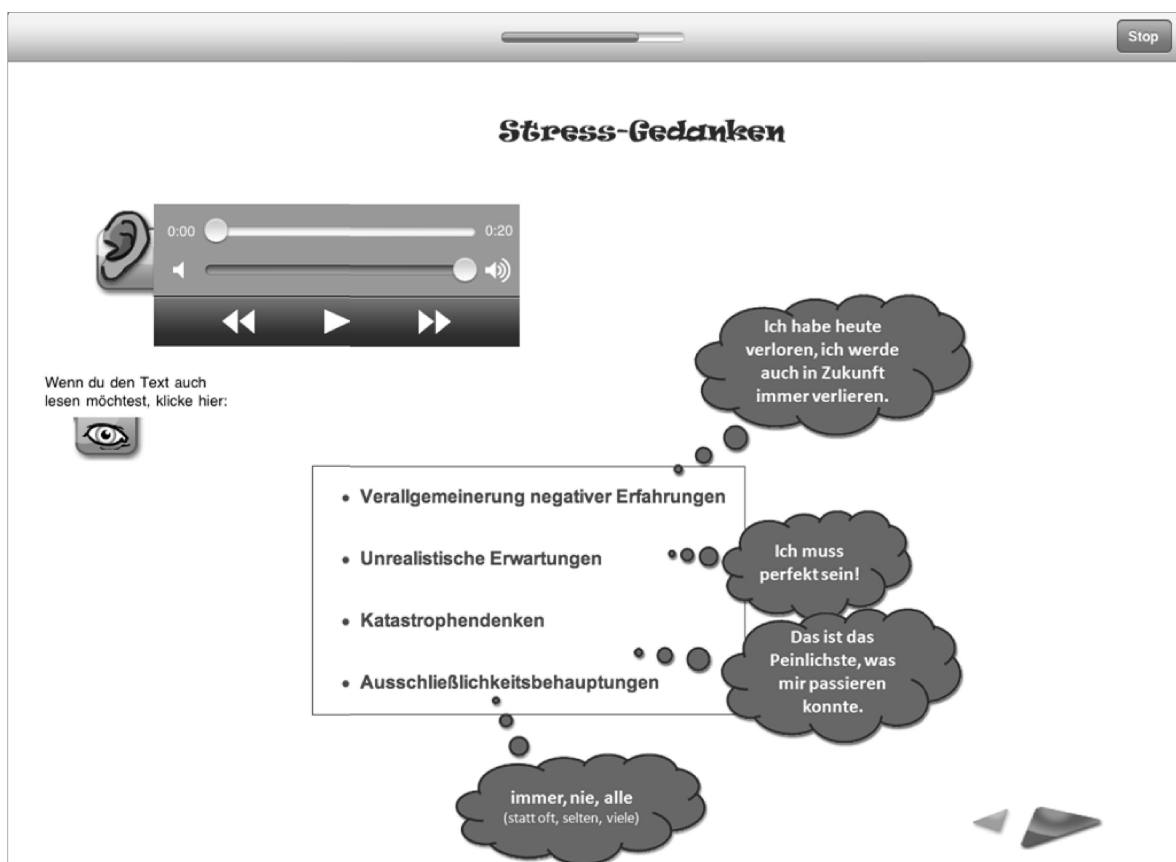 Stop
Stress-Gedanken
0:00
0:20
Wenn du den Text auch
lesen möchtest, klicke hier:
Ich habe heute
verloren, ich werde
auch in Zukunft
immer verlieren.
• Verallgemeinerung negativer Erfahrungen
• Unrealistische Erwartungen
Ich muss
perfekt sein!
• Katastrophendenken
Das ist das
Peinlichste, was
mir passieren
konnte.
• Ausschließlichkeitsbehauptungen
immer, nie, alle
(statt oft, selten, viele)